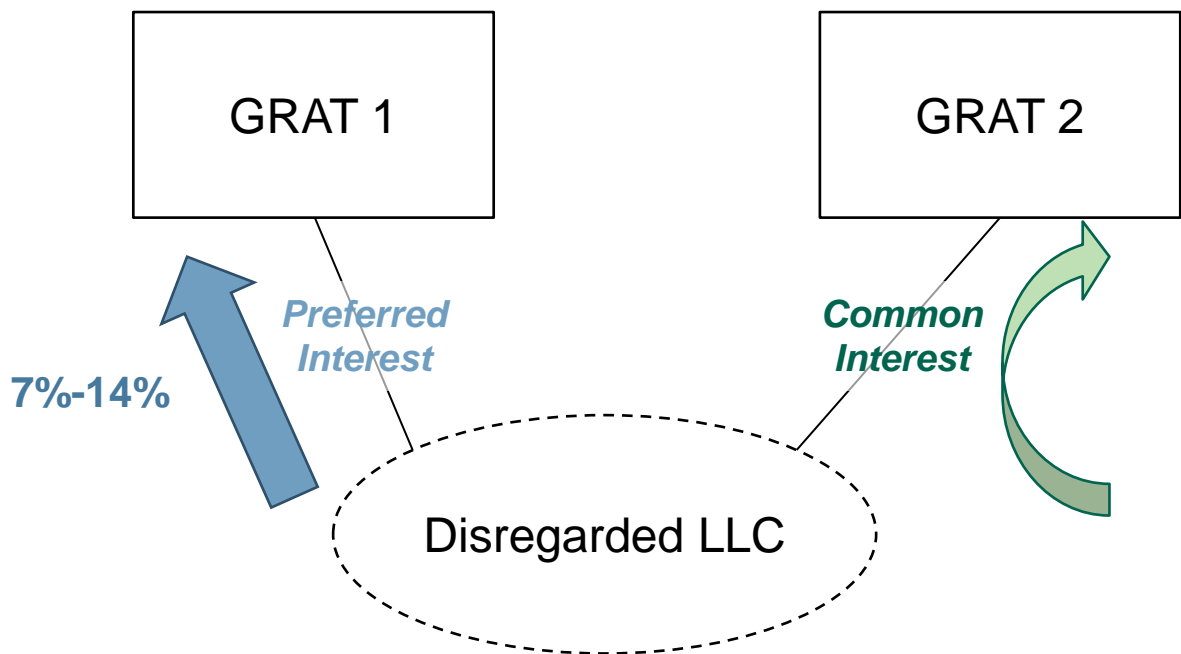 GRAT 1
GRAT 2
Preferred
Interest
Common
Interest
7%-14%
Disregarded LLC